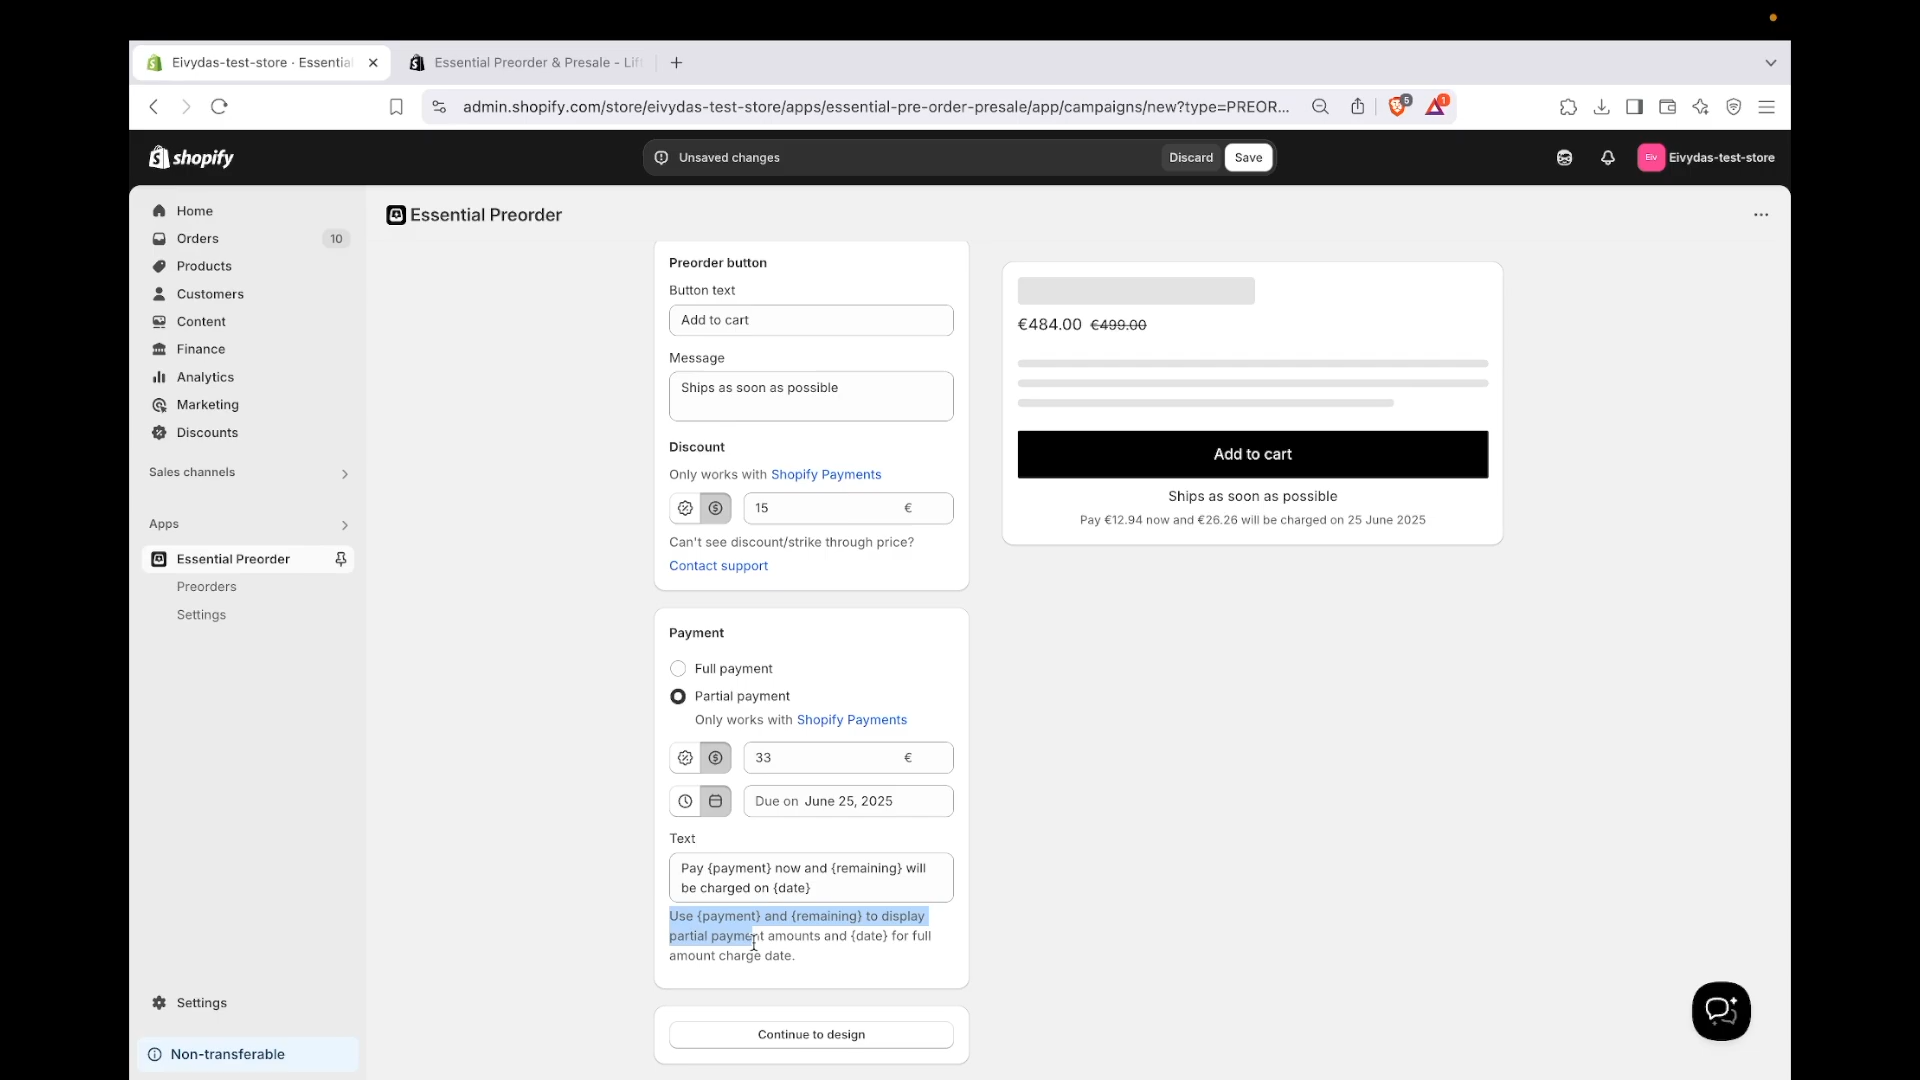 Eivydas-test-store · Essential
Essential Preorder & Presale - Lif
admin.shopify.com/store/eivydas-test-store/apps/essential-pre-order-presale/app/campaigns/new?type=PREOR...
5
1
shopify
Unsaved changes
Discard
Save
Eiv
Eivydas-test-store
Home
Orders
10
Products
Customers
Content
Finance
Analytics
Marketing
Discounts
Sales channels
Apps
Essential Preorder
Preorders
Settings
Settings
Non-transferable
Essential Preorder
Preorder button
Button text
Add to cart
Message
Ships as soon as possible
Discount
Only works with Shopify Payments
15 €
Can't see discount/strike through price?
Contact support
Payment
Full payment
Partial payment
Only works with Shopify Payments
33 €
Due on June 25, 2025
Text
Pay {payment} now and {remaining} will
be charged on {date}
Use {payment} and {remaining} to display
partial payment amounts and {date} for full
amount charge date.
Continue to design
€484.00 €499.00
Add to cart
Ships as soon as possible
Pay €12.94 now and €26.26 will be charged on 25 June 2025